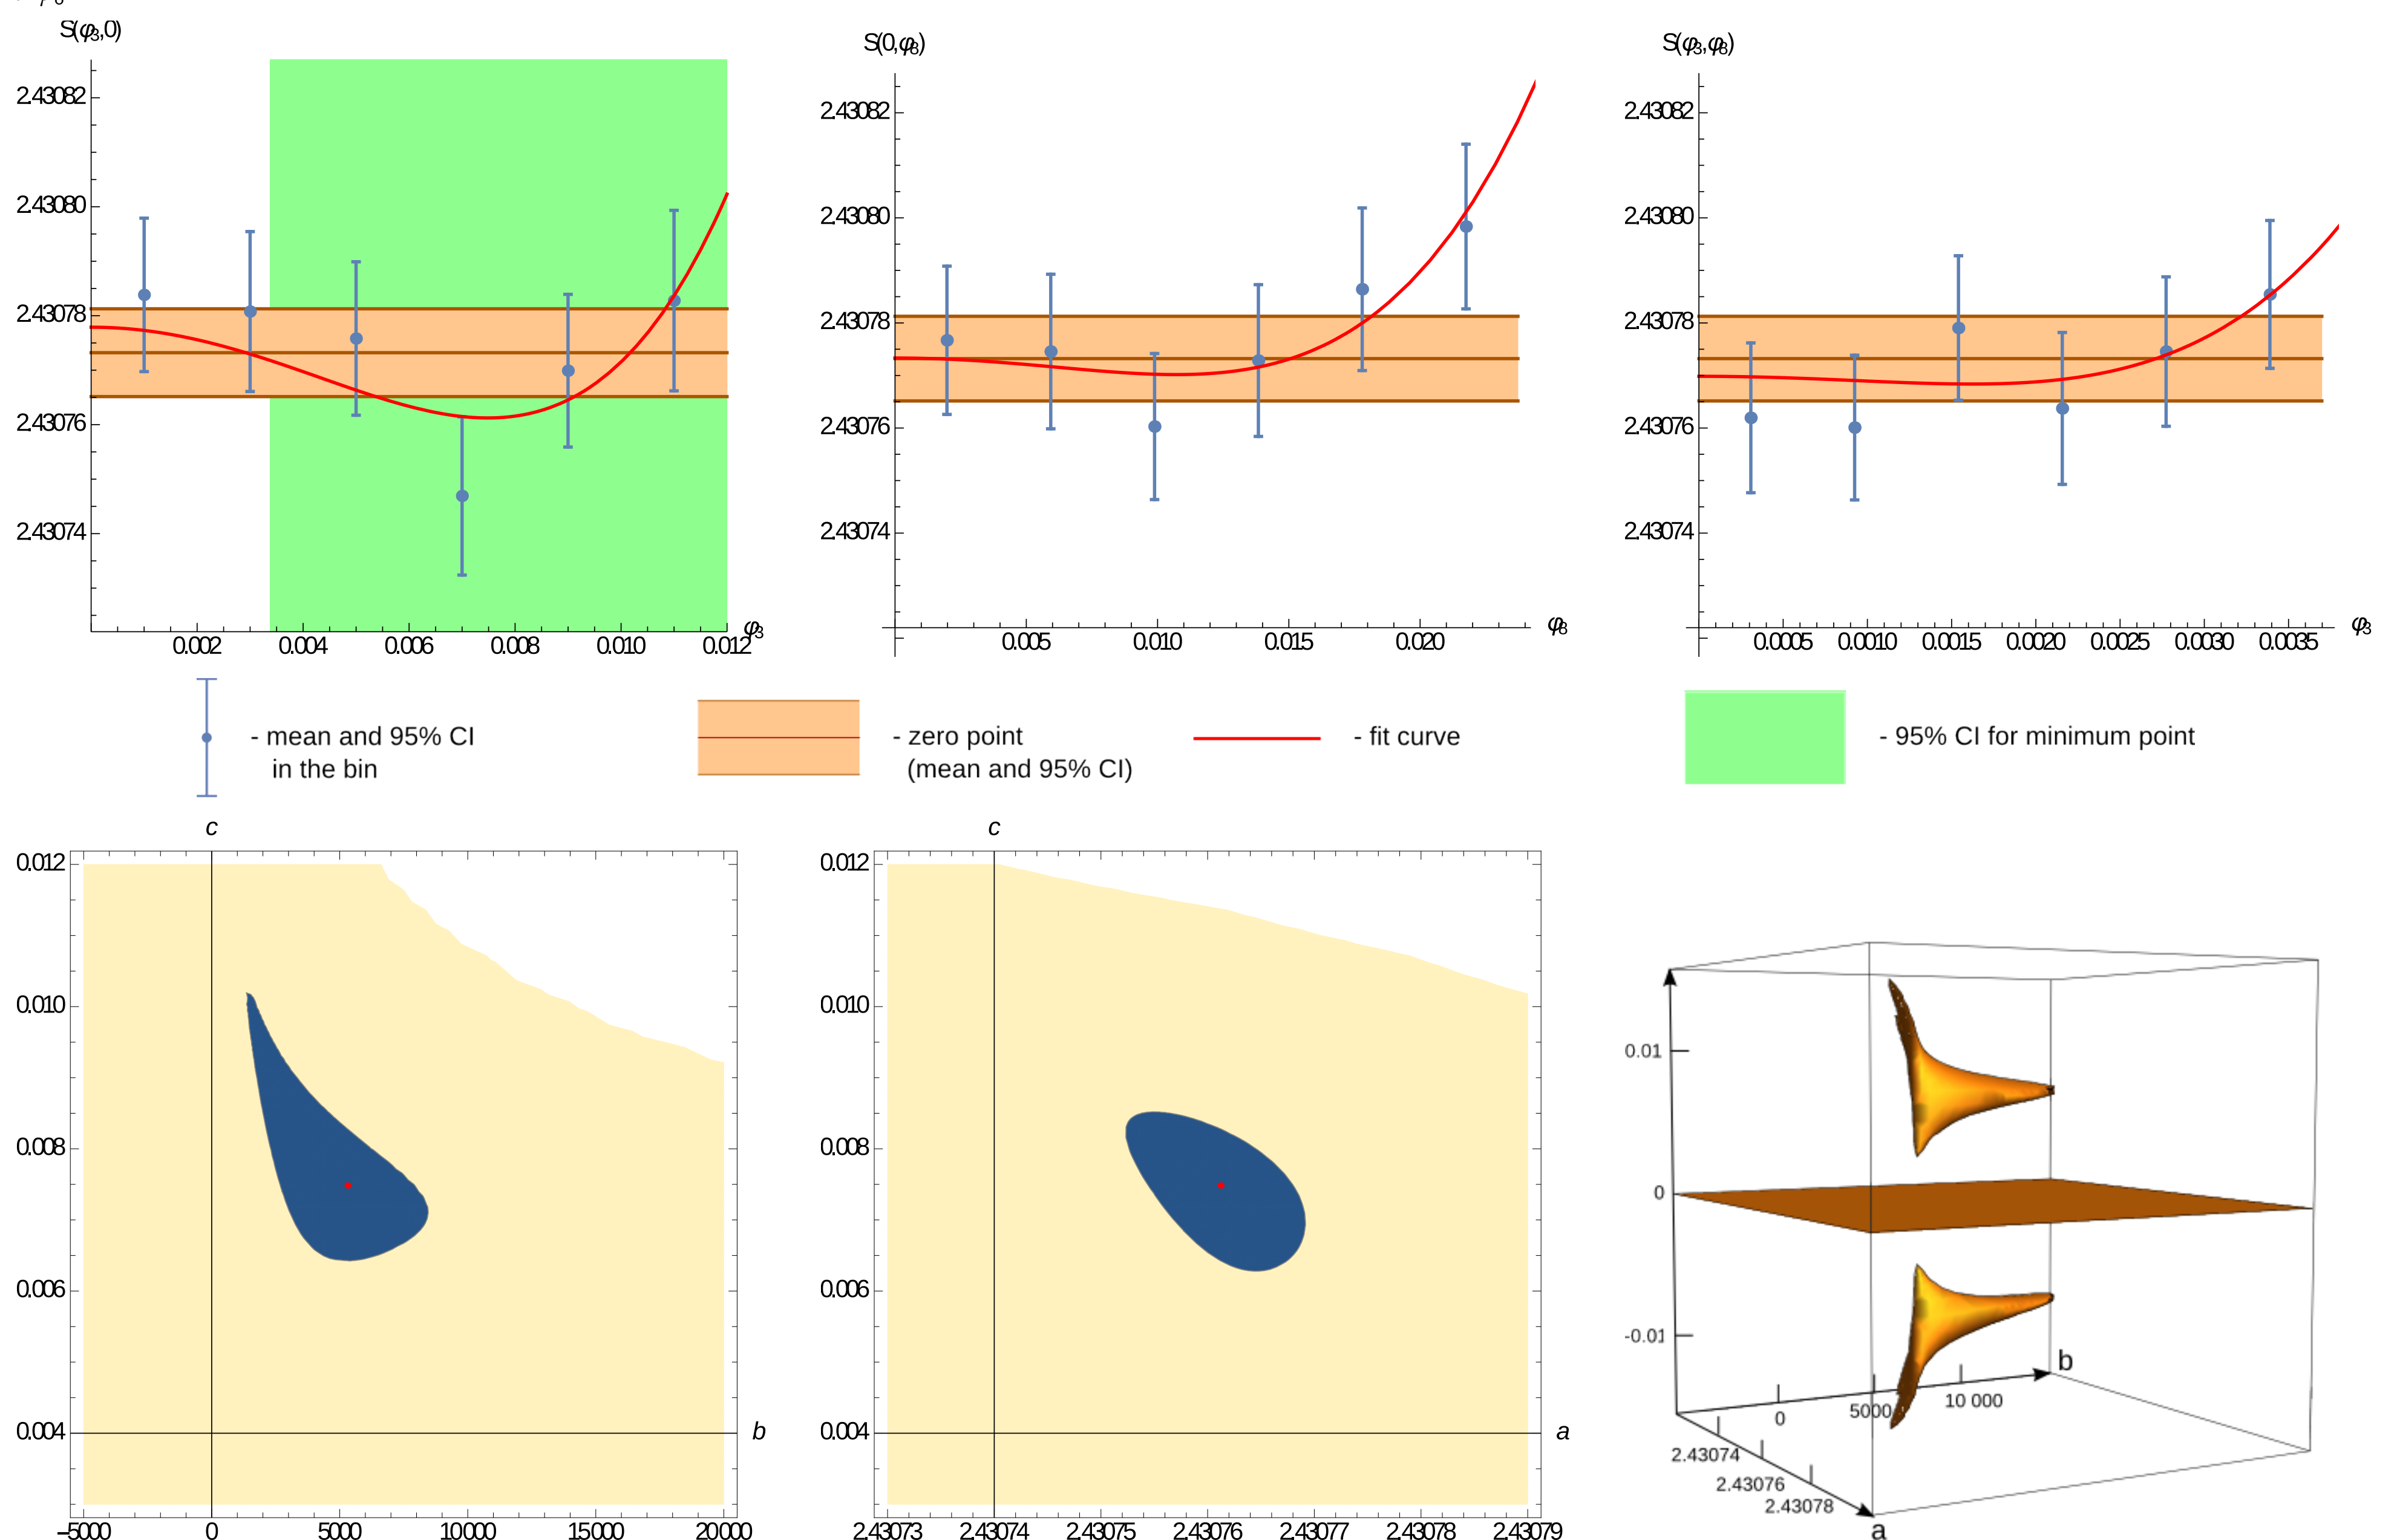 S(φ3,0)
2.43082
2.43080
2.43078
2.43076
2.43074
0.002 0.004 0.006 0.008 0.010 0.012 φ3
S(0,φ8)
2.43082
2.43080
2.43078
2.43076
2.43074
0.005 0.010 0.015 0.020 φ8
S(φ3,φ8)
2.43082
2.43080
2.43078
2.43076
2.43074
0.0005 0.0010 0.0015 0.0020 0.0025 0.0030 0.0035 φ3
- mean and 95% CI
in the bin
- zero point
(mean and 95% CI)
- fit curve
- 95% CI for minimum point
c
0.012
0.010
0.008
0.006
0.004 b
−5000 0 5000 10000 15000 20000
c
0.012
0.010
0.008
0.006
0.004 a
2.43073 2.43074 2.43075 2.43076 2.43077 2.43078 2.43079
0.01
0
-0.01
b
0 5000 10 000
2.43074
2.43076
2.43078
a